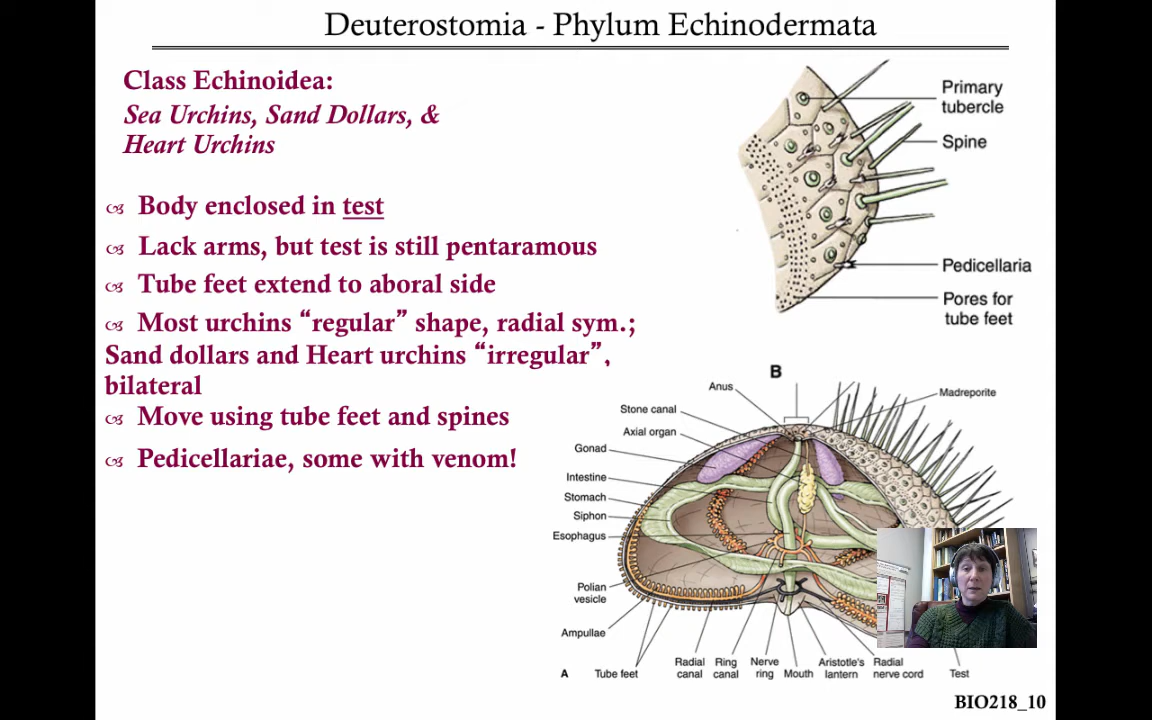 Deuterostomia - Phylum Echinodermata
Class Echinoidea:
Sea Urchins, Sand Dollars, &
Heart Urchins
Body enclosed in test
Lack arms, but test is still pentaramous
Tube feet extend to aboral side
Most urchins “regular” shape, radial sym.;
Sand dollars and Heart urchins “irregular”,
bilateral
Move using tube feet and spines
Pedicellariae, some with venom!
Primary
tubercle
Spine
Pedicellaria
Pores for
tube feet
B
Anus
Madreporite
Stone canal
Axial organ
Gonad
Intestine
Stomach
Siphon
Esophagus
Polian
vesicle
Ampullae
A
Tube feet
Radial
canal
Ring
canal
Nerve
ring
Mouth
Aristotle's
lantern
Radial
nerve cord
Test
BIO218_10